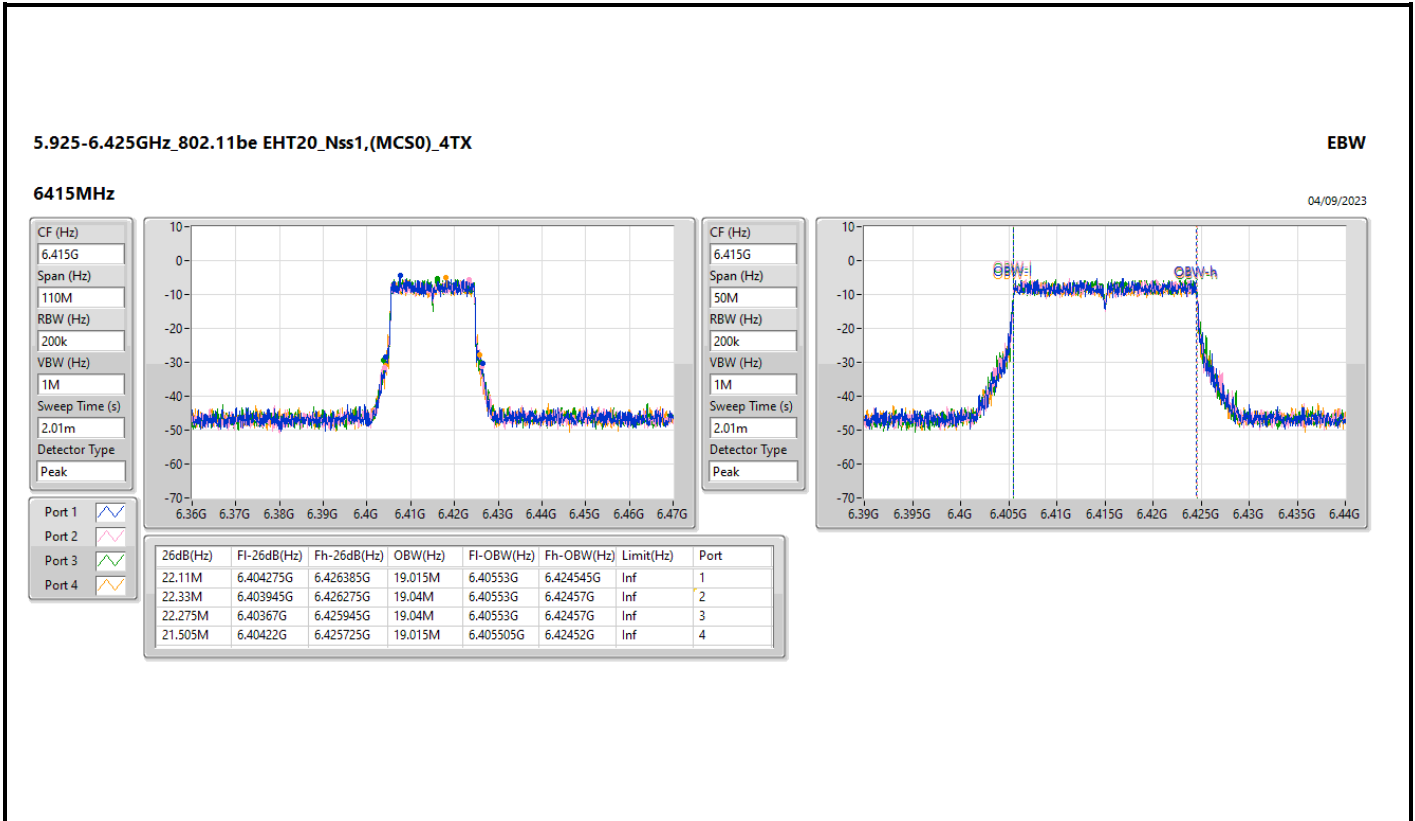 5.925-6.425GHz_802.11be EHT20_Nss1,(MCS0)_4TX
EBW
6415MHz
04/09/2023
CF (Hz)
6.415G
Span (Hz)
110M
RBW (Hz)
200k
VBW (Hz)
1M
Sweep Time (s)
2.01m
Detector Type
Peak
10
0
-10
-20
-30
-40
-50
-60
-70
6.36G 6.37G 6.38G 6.39G 6.4G 6.41G 6.42G 6.43G 6.44G 6.45G 6.46G 6.47G
CF (Hz)
6.415G
Span (Hz)
50M
RBW (Hz)
200k
VBW (Hz)
1M
Sweep Time (s)
2.01m
Detector Type
Peak
10
0
-10
-20
-30
-40
-50
-60
-70
OBW-l OBW-h
6.39G 6.395G 6.4G 6.405G 6.41G 6.415G 6.42G 6.425G 6.43G 6.435G 6.44G
Port 1
Port 2
Port 3
Port 4
26dB(Hz) Fl-26dB(Hz) Fh-26dB(Hz) OBW(Hz) Fl-OBW(Hz) Fh-OBW(Hz) Limit(Hz) Port
22.11M 6.404275G 6.426385G 19.015M 6.40553G 6.424545G Inf 1
22.33M 6.403945G 6.426275G 19.04M 6.40553G 6.42457G Inf 2
22.275M 6.40367G 6.425945G 19.04M 6.40553G 6.42457G Inf 3
21.505M 6.40422G 6.425725G 19.015M 6.405505G 6.42452G Inf 4